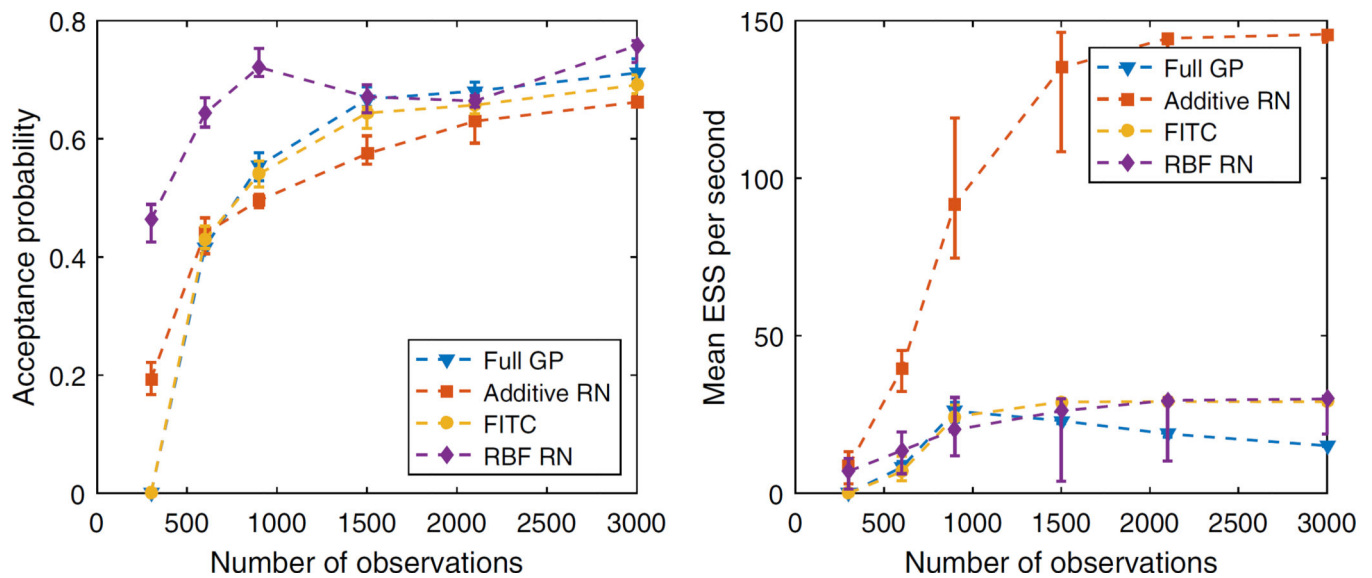 0.8
0.6
0.4
0.2
0
Acceptance probability
0
500
1000
1500
2000
2500
3000
Number of observations
Full GP
Additive RN
FITC
RBF RN
150
100
50
0
Mean ESS per second
0
500
1000
1500
2000
2500
3000
Number of observations
Full GP
Additive RN
FITC
RBF RN